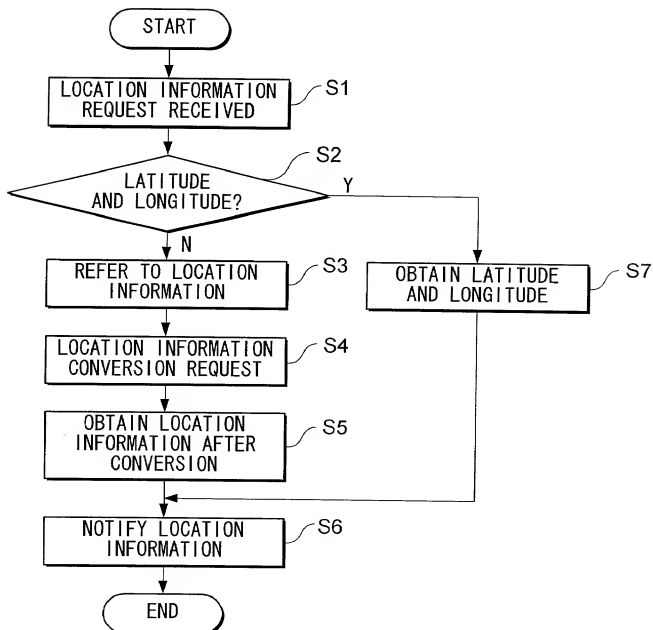 START
LOCATION INFORMATION
REQUEST RECEIVED
S1
LATITUDE
AND LONGITUDE?
S2
Y
N
REFER TO LOCATION
INFORMATION
S3
OBTAIN LATITUDE
AND LONGITUDE
S7
LOCATION INFORMATION
CONVERSION REQUEST
S4
OBTAIN LOCATION
INFORMATION AFTER
CONVERSION
S5
NOTIFY LOCATION
INFORMATION
S6
END